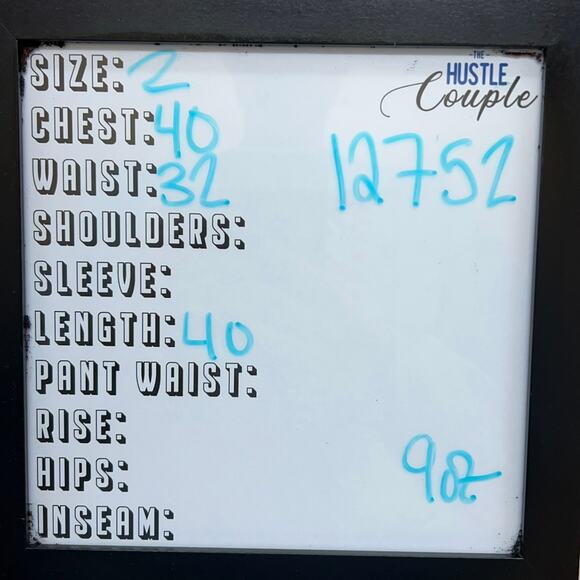 SIZE: 2
-THE-
HUSTLE
Couple
CHEST: 40
WAIST: 32
12752
SHOULDERS:
SLEEVE:
LENGTH: 40
PANT WAIST:
RISE:
HIPS:
9oz
INSEAM: